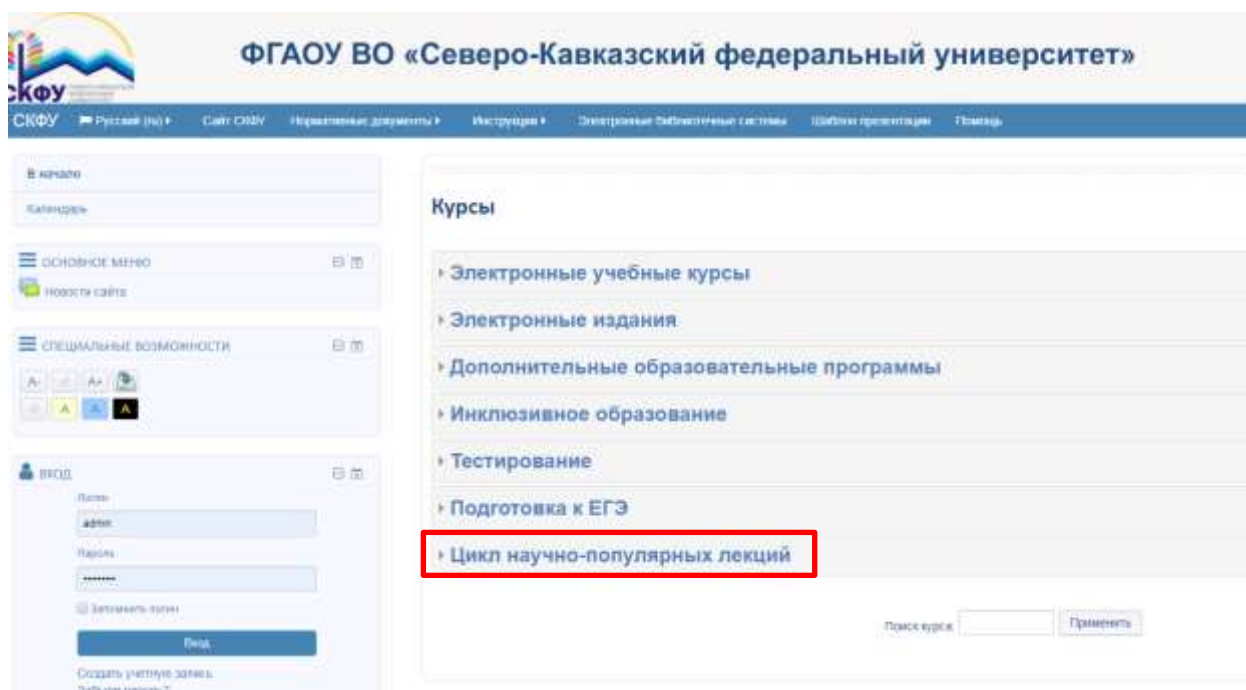 СКФУ
ФГАОУ ВО «Северо-Кавказский федеральный университет»
СКФУ Русский (ru) Сайт СКФУ Нормативные документы Инструкции Электронные библиотечные системы Шаблон презентации Помощь
В начало
Календарь
ОСНОВНОЕ МЕНЮ
Новости сайта
СПЕЦИАЛЬНЫЕ ВОЗМОЖНОСТИ
A- A+
A A A
ВХОД
Логин
admin
Пароль
••••••••
Запомнить логин
Вход
Создать учетную запись
Курсы
Электронные учебные курсы
Электронные издания
Дополнительные образовательные программы
Инклюзивное образование
Тестирование
Подготовка к ЕГЭ
Цикл научно-популярных лекций
Поиск курса: Применить